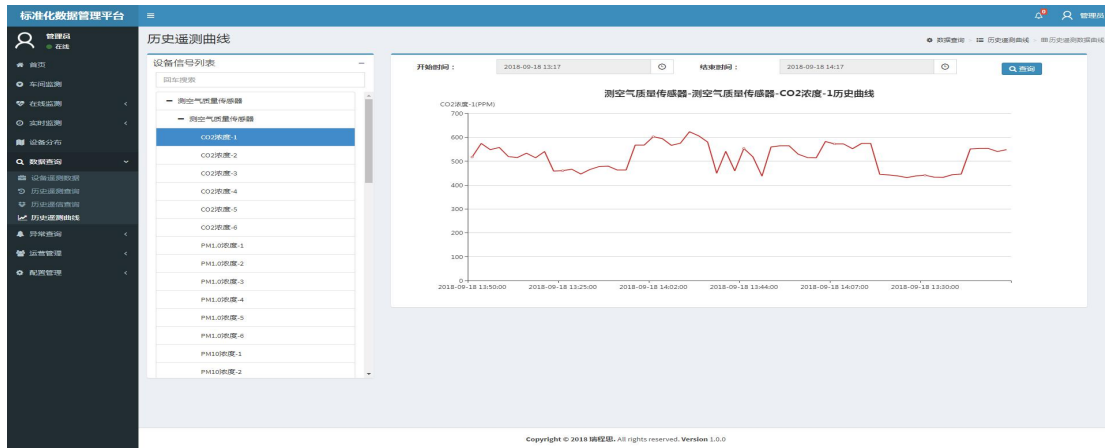 标准化数据管理平台
管理员
管理员
在线
首页
车间监测
在线监测
实时监测
设备分布
数据查询
设备遥测数据
历史遥测查询
历史遥信查询
历史遥测曲线
异常查询
运营管理
配置管理
历史遥测曲线
数据查询 > 历史遥测曲线 > 历史遥测数据曲线
设备信号列表
回车搜索
测空气质量传感器
测空气质量传感器
CO2浓度-1
CO2浓度-2
CO2浓度-3
CO2浓度-4
CO2浓度-5
CO2浓度-6
PM1.0浓度-1
PM1.0浓度-2
PM1.0浓度-3
PM1.0浓度-4
PM1.0浓度-5
PM1.0浓度-6
PM10浓度-1
PM10浓度-2
开始时间： 2018-09-18 13:17 结束时间： 2018-09-18 14:17 查询
测空气质量传感器-测空气质量传感器-CO2浓度-1历史曲线
CO2浓度-1(PPM)
700
600
500
400
300
200
100
0
2018-09-18 13:50:00 2018-09-18 13:25:00 2018-09-18 14:02:00 2018-09-18 13:44:00 2018-09-18 14:07:00 2018-09-18 13:30:00
Copyright © 2018 瑞程思. All rights reserved. Version 1.0.0